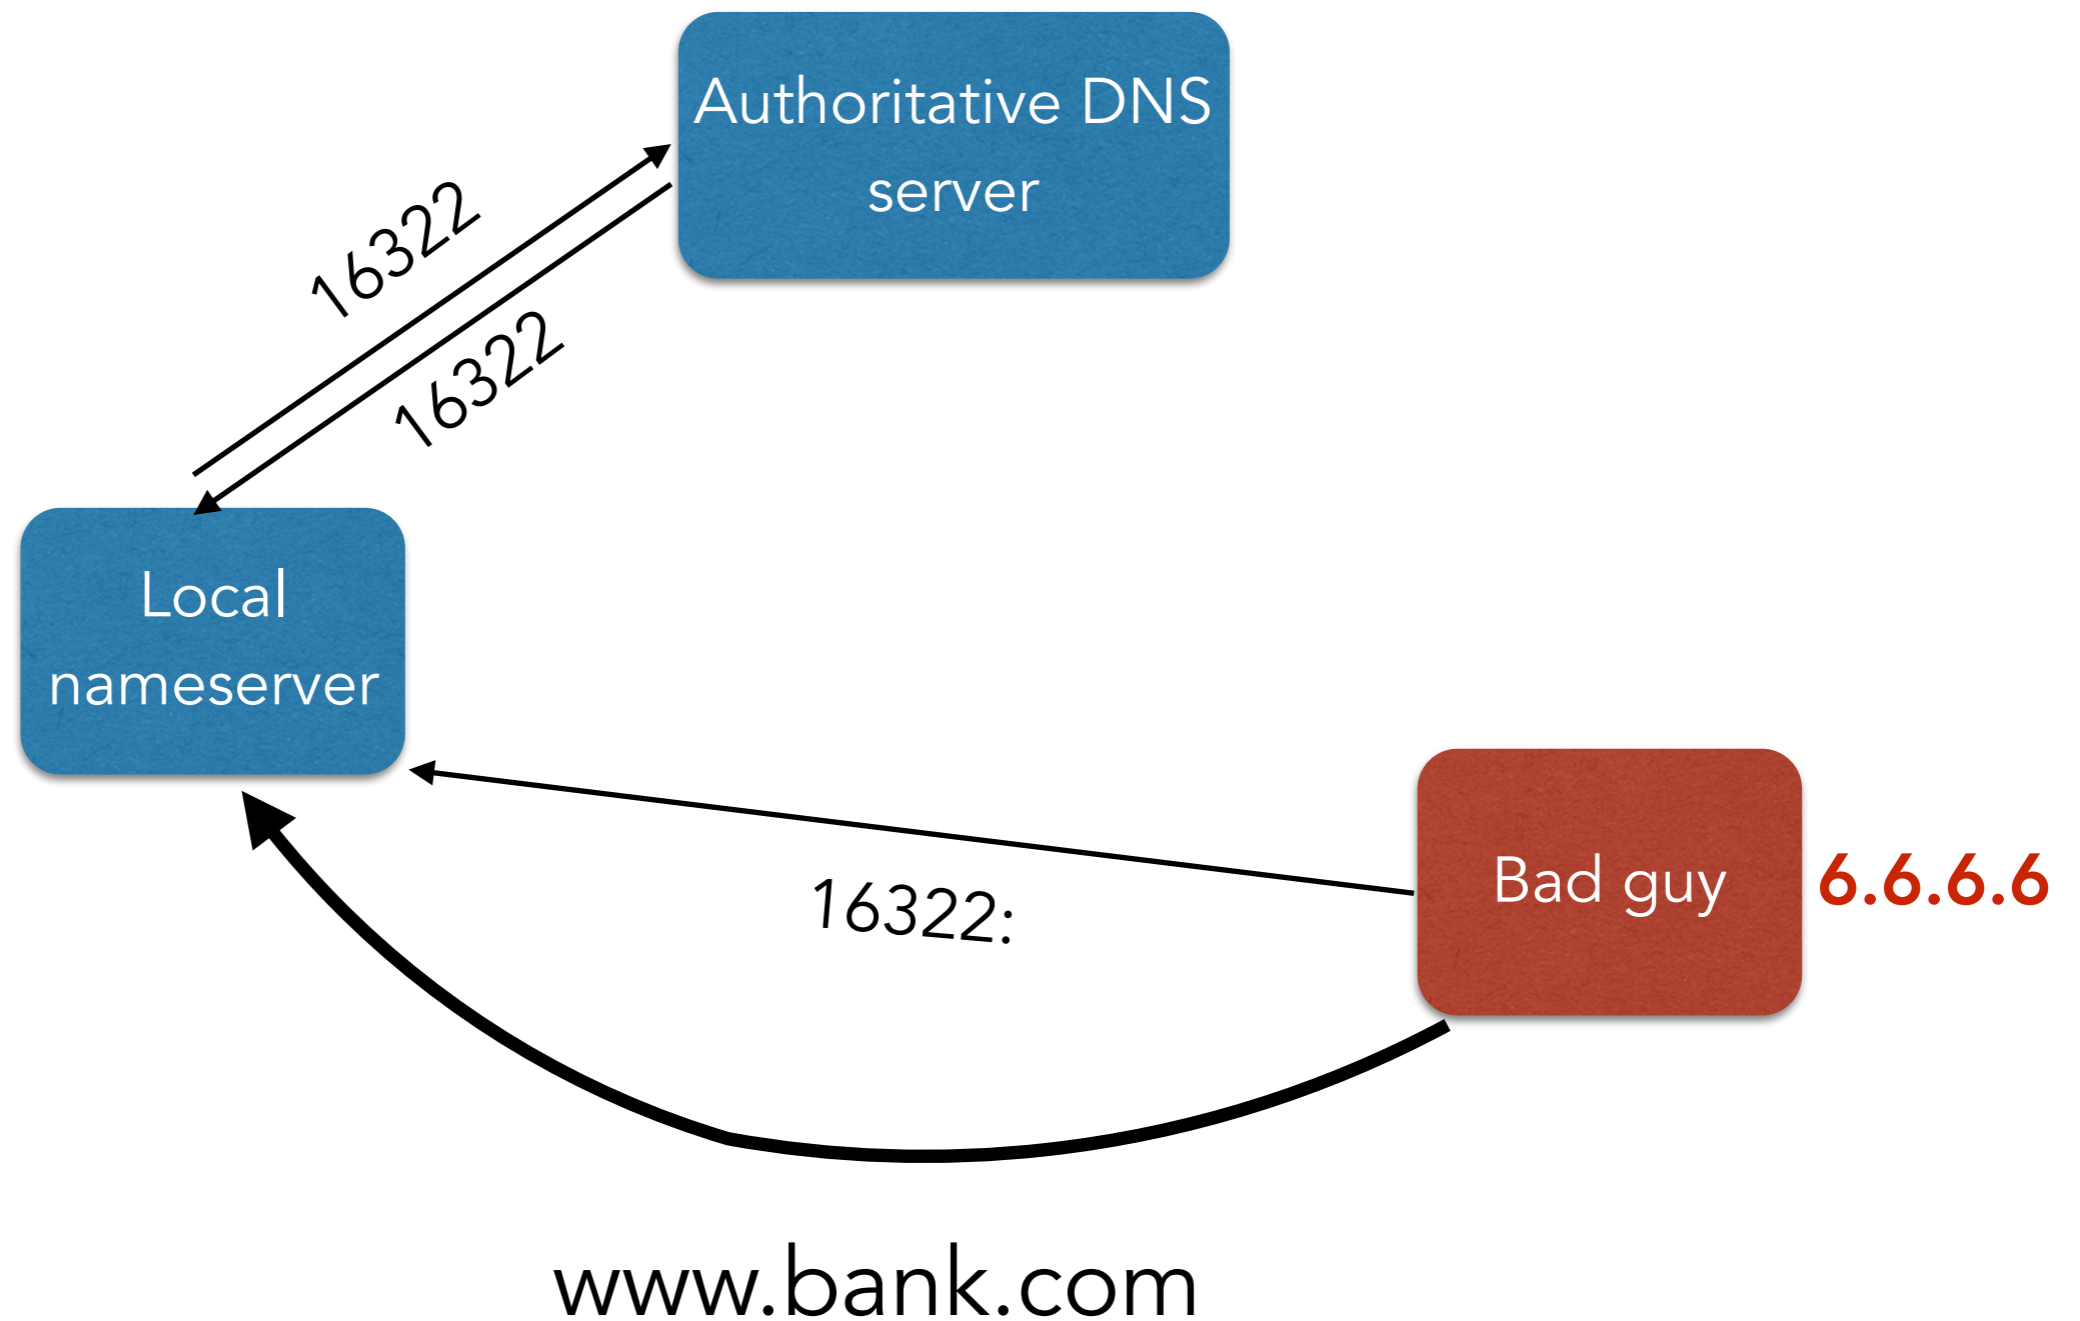 Authoritative DNS
server
16322
16322
Local
nameserver
16322:
Bad guy
6.6.6.6
www.bank.com